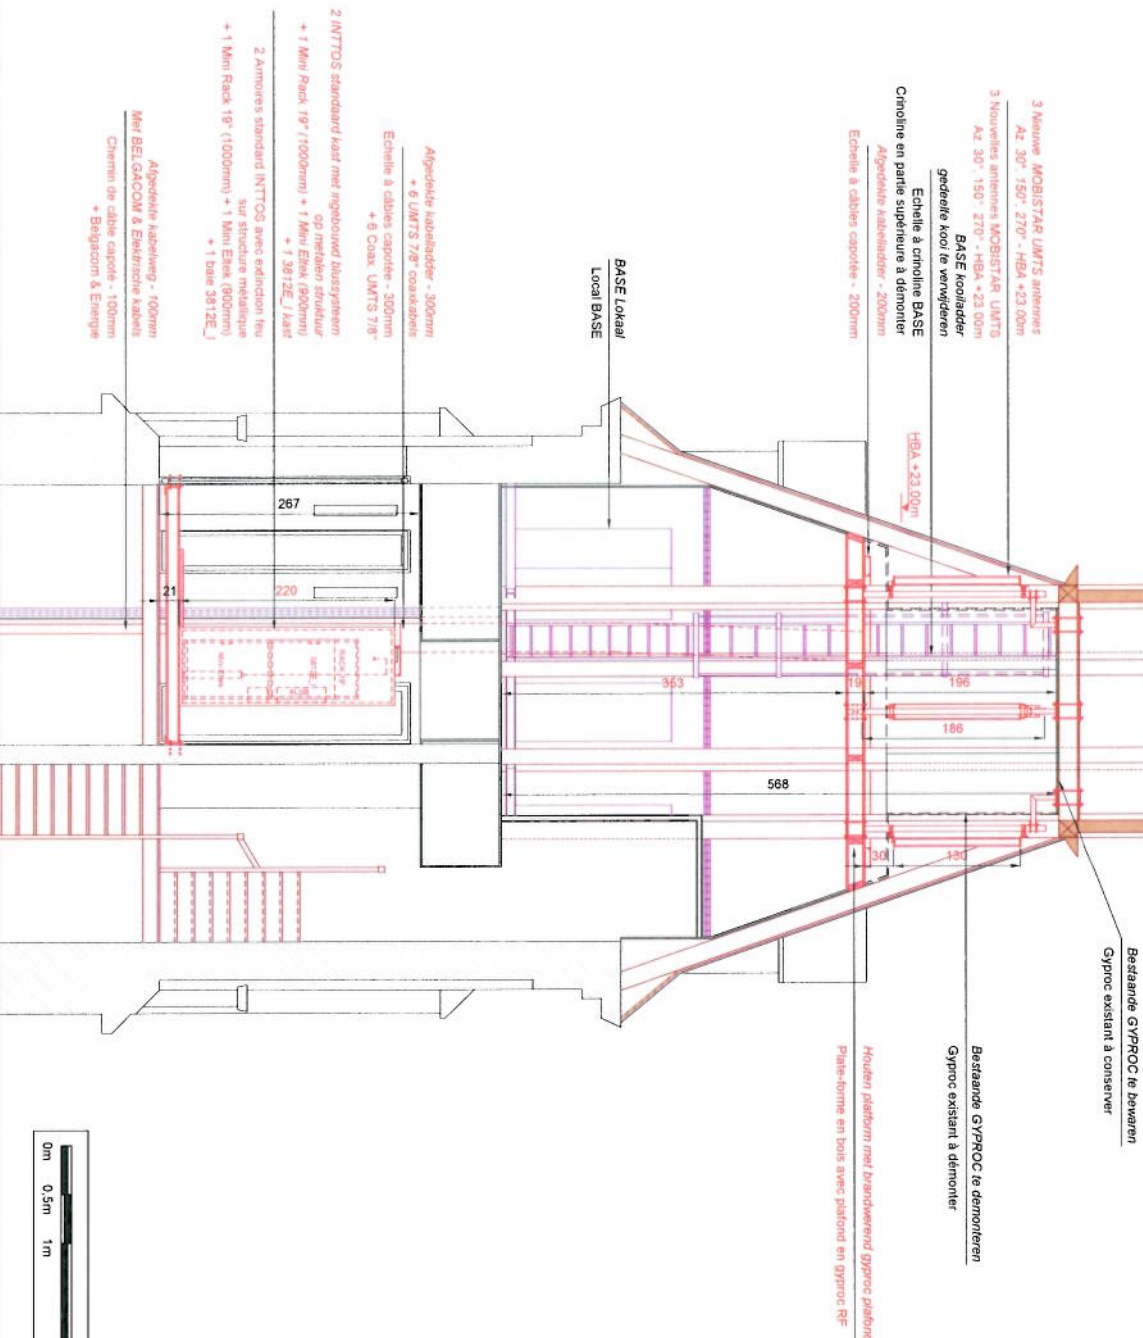 3 Nieuwe MOBISTAR UMTS antennes
Az. 30°, 150°, 270° - HBA +23.00m
3 Nouvelles antennes MOBISTAR UMTS
Az. 30°, 150°, 270° - HBA +23.00m
BASE kooiladder
gedeelte kooi te verwijderen
Echelle à crinoline BASE
Crinoline en partie supérieure à démonter
Afgedekte kabelladder - 200mm
Echelle à câbles capotée - 200mm
BASE Lokaal
Local BASE
Afgedekte kabelladder - 300mm
+ 6 UMTS 7/8" coaxkabels
Echelle à câbles capotée - 300mm
+ 6 Coax. UMTS 7/8"
2 INTTOS standaard kast met ingebouwd blussysteem
op metalen struktuur
+ 1 Mini Rack 19" (1000mm) + 1 Mini Eltek (900mm)
+ 1 3812E_I kast
2 Armoires standard INTTOS avec extinction feu
sur structure métallique
+ 1 Mini Rack 19" (1000mm) + 1 Mini Eltek (900mm)
+ 1 baie 3812E_I
Afgedekte kabelweg - 100mm
Met BELGACOM & Elektrische kabels
Chemin de câble capoté - 100mm
+ Belgacom & Energie
HBA +23.00m
267
21
220
RACK 19"
3812E_I
Mini Eltek
353
19
196
186
568
30
130
Bestaande GYPROC te bewaren
Gyproc existant à conserver
Bestaande GYPROC te demonteren
Gyproc existant à démonter
Houten platform met brandwerend gyproc plafond
Plate-forme en bois avec plafond en gyproc RF
0m 0,5m 1m